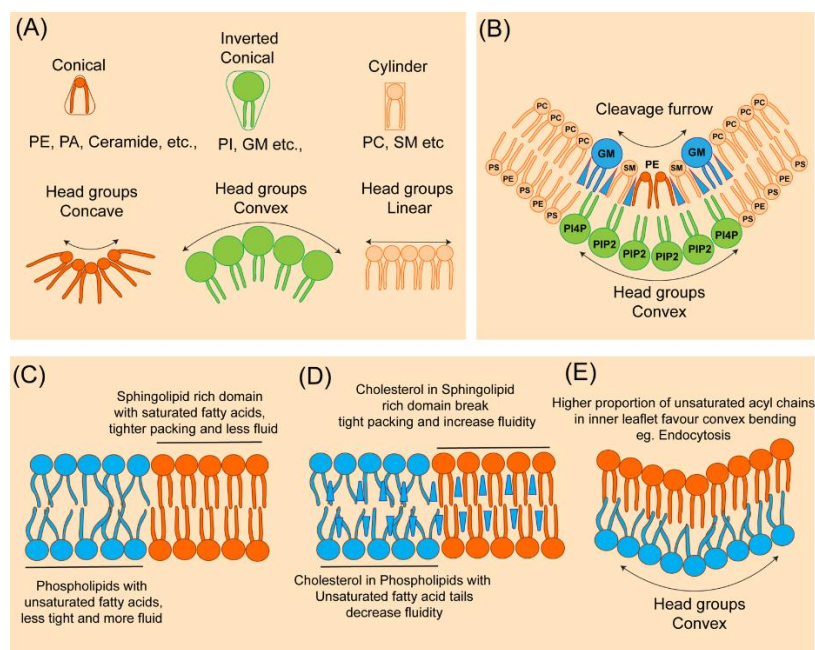 (A)
Conical
Inverted
Conical
Cylinder
PE, PA, Ceramide, etc.,
PI, GM etc.,
PC, SM etc
Head groups
Concave
Head groups
Convex
Head groups
Linear
(B)
Cleavage furrow
PC
PC
PC
PC
PC
PC
PC
PC
GM
GM
PE
SM
SM
PS
PE
PS
PE
PS
PS
PE
PS
PE
PS
PI4P
PIP2
PIP2
PIP2
PIP2
PI4P
Head groups
Convex
(C)
Sphingolipid rich domain
with saturated fatty acids,
tighter packing and less fluid
Phospholipids with
unsaturated fatty acids,
less tight and more fluid
(D)
Cholesterol in Sphingolipid
rich domain break
tight packing and increase fluidity
Cholesterol in Phospholipids with
Unsaturated fatty acid tails
decrease fluidity
(E)
Higher proportion of unsaturated acyl chains
in inner leaflet favour convex bending
eg. Endocytosis
Head groups
Convex